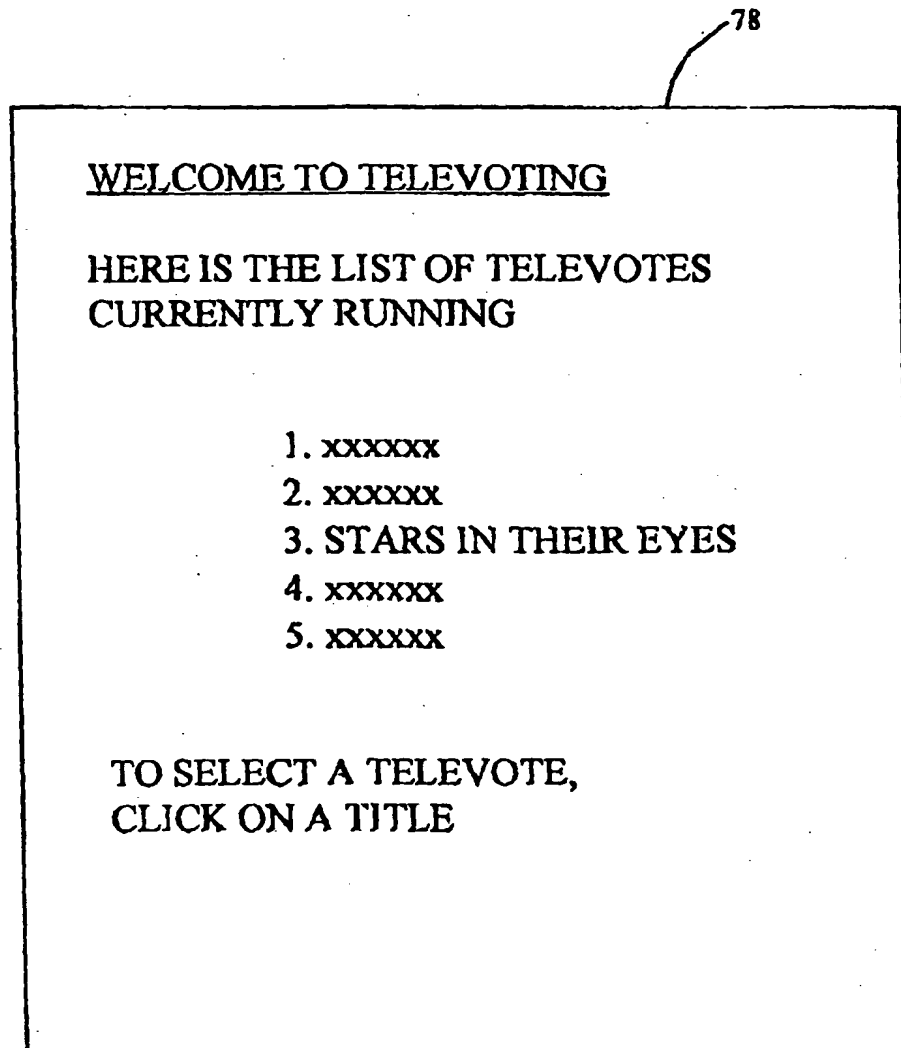 78
WELCOME TO TELEVOTING
HERE IS THE LIST OF TELEVOTES
CURRENTLY RUNNING
1. xxxxxx
2. xxxxxx
3. STARS IN THEIR EYES
4. xxxxxx
5. xxxxxx
TO SELECT A TELEVOTE,
CLICK ON A TITLE